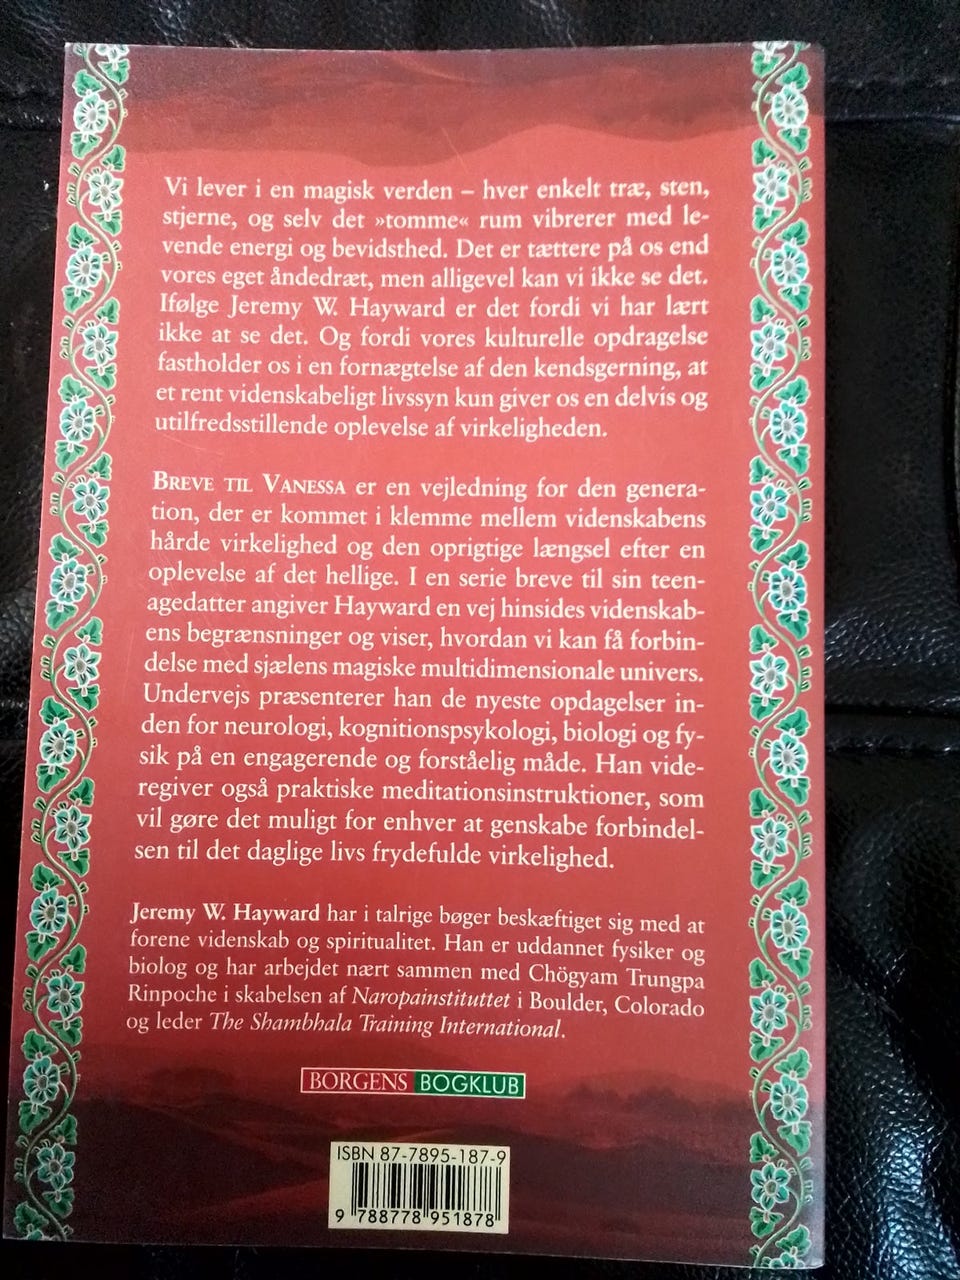 Vi lever i en magisk verden – hver enkelt træ, sten,
stjerne, og selv det »tomme« rum vibrerer med le-
vende energi og bevidsthed. Det er tættere på os end
vores eget åndedræt, men alligevel kan vi ikke se det.
Ifølge Jeremy W. Hayward er det fordi vi har lært
ikke at se det. Og fordi vores kulturelle opdragelse
fastholder os i en fornægtelse af den kendsgerning, at
et rent videnskabeligt livssyn kun giver os en delvis og
utilfredsstillende oplevelse af virkeligheden.
BREVE TIL VANESSA er en vejledning for den genera-
tion, der er kommet i klemme mellem videnskabens
hårde virkelighed og den oprigtige længsel efter en
oplevelse af det hellige. I en serie breve til sin teen-
agedatter angiver Hayward en vej hinsides videnskab-
ens begrænsninger og viser, hvordan vi kan få forbin-
delse med sjælens magiske multidimensionale univers.
Undervejs præsenterer han de nyeste opdagelser in-
den for neurologi, kognitionspsykologi, biologi og fy-
sik på en engagerende og forståelig måde. Han vide-
regiver også praktiske meditationsinstruktioner, som
vil gøre det muligt for enhver at genskabe forbindel-
sen til det daglige livs frydefulde virkelighed.
Jeremy W. Hayward har i talrige bøger beskæftiget sig med at
forene videnskab og spiritualitet. Han er uddannet fysiker og
biolog og har arbejdet nært sammen med Chögyam Trungpa
Rinpoche i skabelsen af Naropainstituttet i Boulder, Colorado
og leder The Shambhala Training International.
BORGENS BOGKLUB
ISBN 87-7895-187-9
9 788778 951878